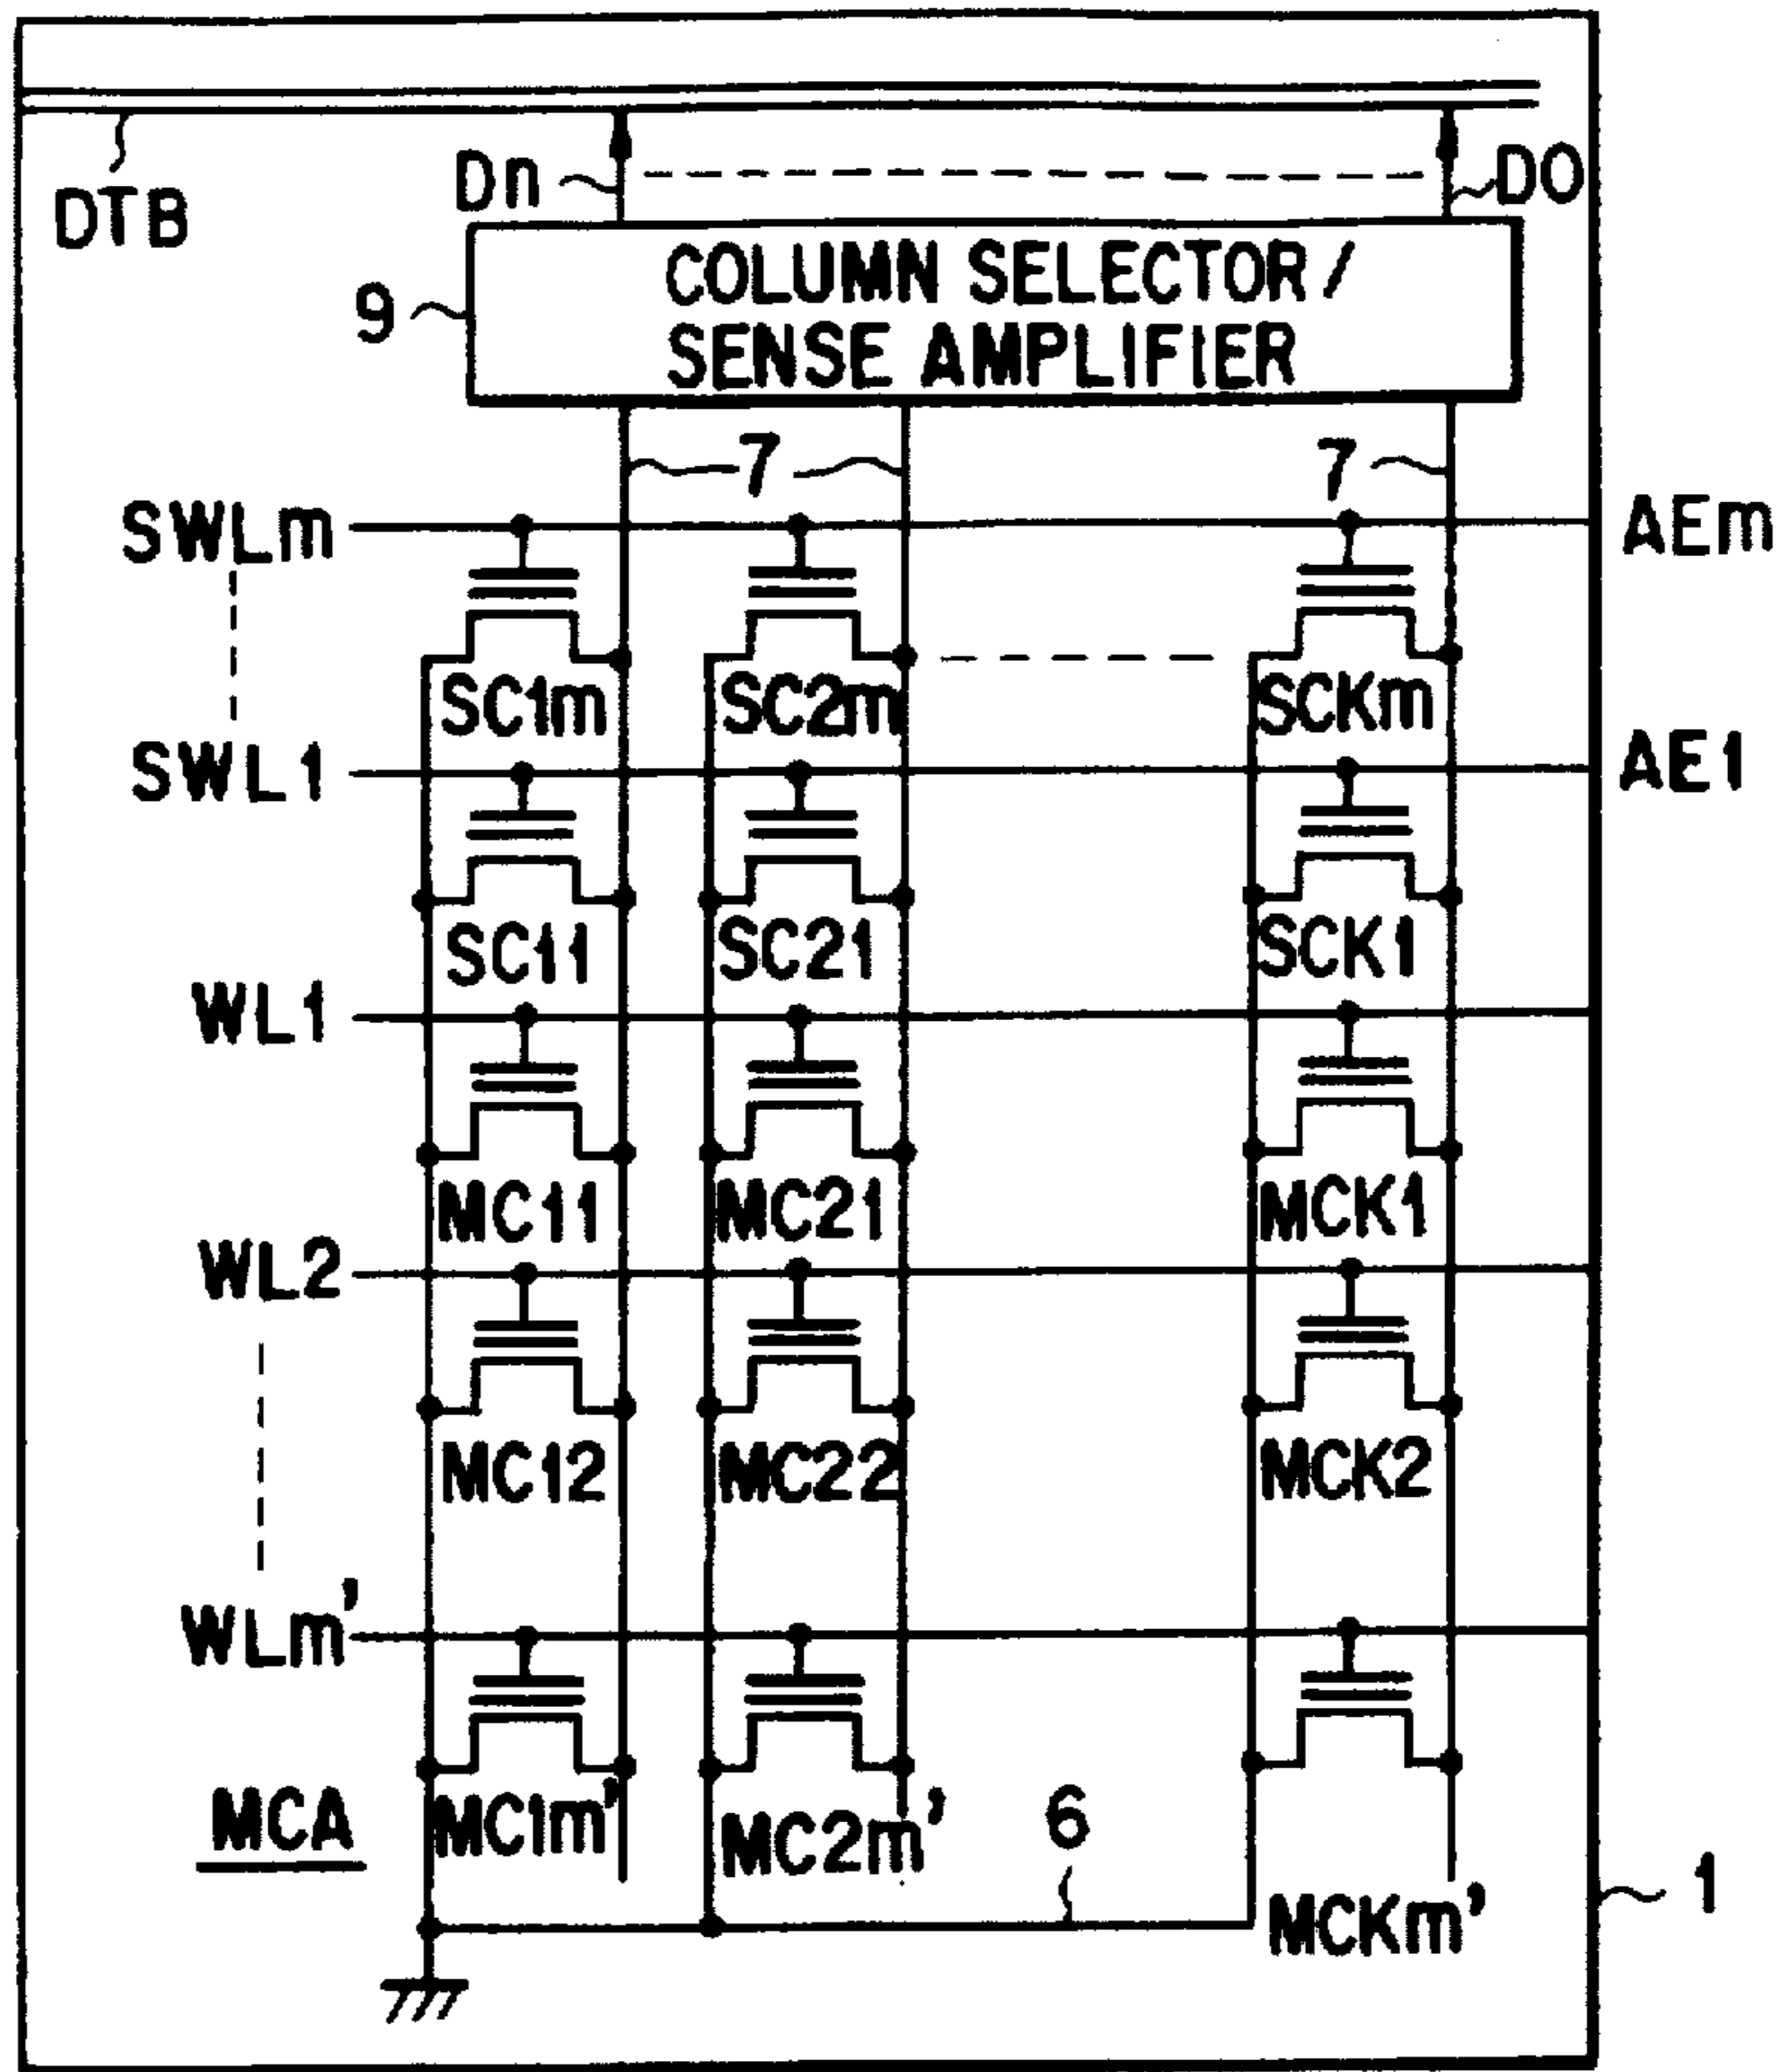 DTB
Dn
D0
9
COLUMN SELECTOR/
SENSE AMPLIFIER
7
7
SWLm
AEm
SC1m
SC2m
SCKm
SWL1
AE1
SC11
SC21
SCK1
WL1
MC11
MC21
MCK1
WL2
MC12
MC22
MCK2
WLm'
MCA
MC1m'
MC2m'
6
MCKm'
1